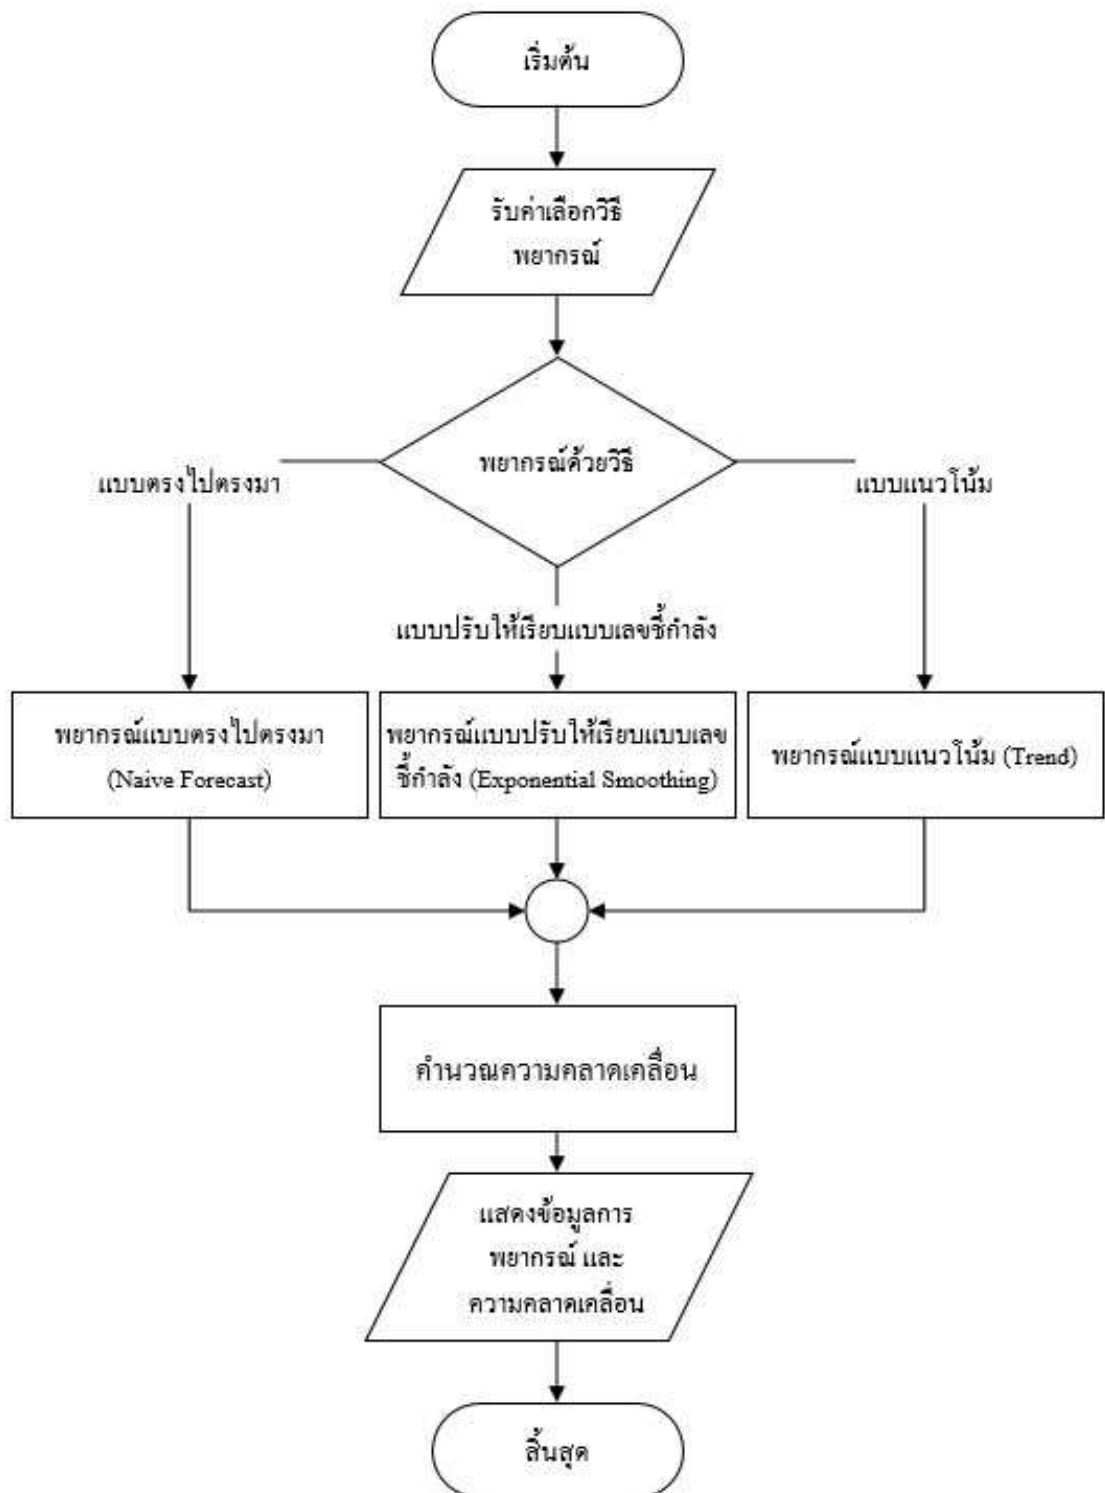 เริ่มต้น
รับค่าเลือกวิธี
พยากรณ์
พยากรณ์ด้วยวิธี
แบบตรงไปตรงมา
แบบแนวโน้ม
แบบปรับให้เรียบแบบเลขชี้กำลัง
พยากรณ์แบบตรงไปตรงมา
(Naive Forecast)
พยากรณ์แบบปรับให้เรียบแบบเลข
ชี้กำลัง (Exponential Smoothing)
พยากรณ์แบบแนวโน้ม (Trend)
คำนวณความคลาดเคลื่อน
แสดงข้อมูลการ
พยากรณ์ และ
ความคลาดเคลื่อน
สิ้นสุด